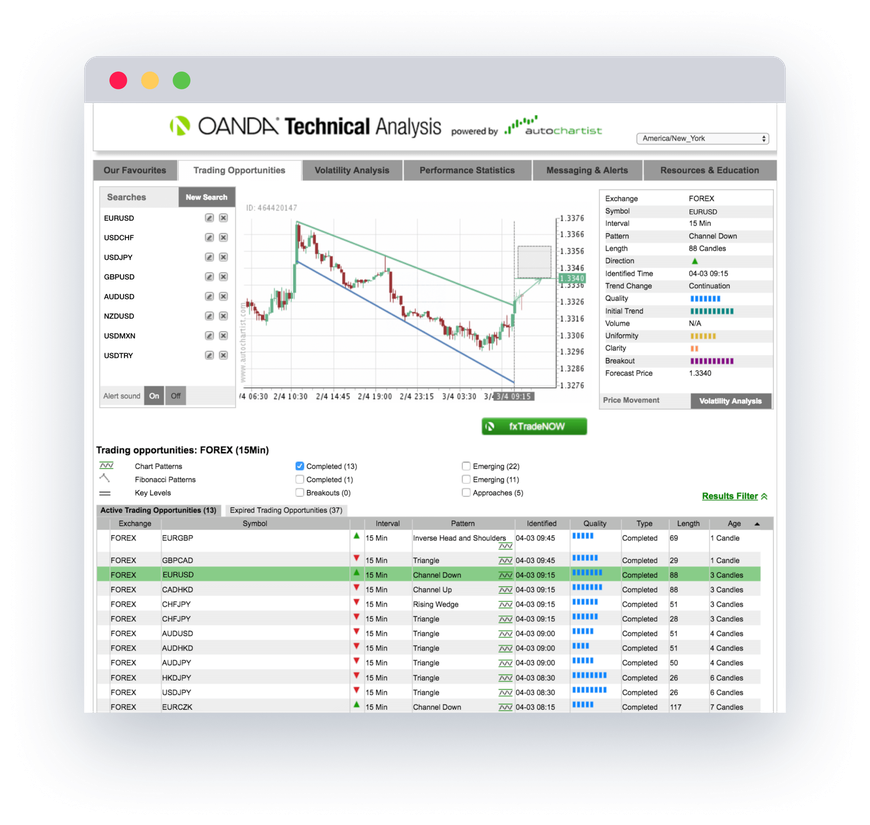 OANDA Technical Analysis powered by autochartist
America/New_York
Our Favourites Trading Opportunities Volatility Analysis Performance Statistics Messaging & Alerts Resources & Education
Searches New Search
EURUSD
USDCHF
USDJPY
GBPUSD
AUDUSD
NZDUSD
USDMXN
USDTRY
Alert sound On Off
ID: 464420147
1.3376
1.3366
1.3356
1.3346
1.3340
1.3336
1.3326
1.3316
1.3306
1.3296
1.3286
1.3276
www.autochartist.com
/4 06:30 2/4 10:30 2/4 14:45 2/4 19:00 2/4 23:15 3/4 03:30 3/ 3/4 09:15
Exchange FOREX
Symbol EURUSD
Interval 15 Min
Pattern Channel Down
Length 88 Candles
Direction
Identified Time 04-03 09:15
Trend Change Continuation
Quality
Initial Trend
Volume N/A
Uniformity
Clarity
Breakout
Forecast Price 1.3340
Price Movement Volatility Analysis
fxTradeNOW
Trading opportunities: FOREX (15Min)
Chart Patterns Completed (13) Emerging (22)
Fibonacci Patterns Completed (1) Emerging (11)
Key Levels Breakouts (0) Approaches (5)
Results Filter
Active Trading Opportunities (13) Expired Trading Opportunities (37)
Exchange Symbol Interval Pattern Identified Quality Type Length Age
FOREX EURGBP 15 Min Inverse Head and Shoulders 04-03 09:45 Completed 69 1 Candle
FOREX GBPCAD 15 Min Triangle 04-03 09:45 Completed 29 1 Candle
FOREX EURUSD 15 Min Channel Down 04-03 09:15 Completed 88 3 Candles
FOREX CADHKD 15 Min Channel Up 04-03 09:15 Completed 88 3 Candles
FOREX CHFJPY 15 Min Rising Wedge 04-03 09:15 Completed 51 3 Candles
FOREX CHFJPY 15 Min Triangle 04-03 09:15 Completed 28 3 Candles
FOREX AUDUSD 15 Min Triangle 04-03 09:00 Completed 51 4 Candles
FOREX AUDHKD 15 Min Triangle 04-03 09:00 Completed 51 4 Candles
FOREX AUDJPY 15 Min Triangle 04-03 09:00 Completed 50 4 Candles
FOREX HKDJPY 15 Min Triangle 04-03 08:30 Completed 26 6 Candles
FOREX USDJPY 15 Min Triangle 04-03 08:30 Completed 26 6 Candles
FOREX EURCZK 15 Min Channel Down 04-03 08:15 Completed 117 7 Candles